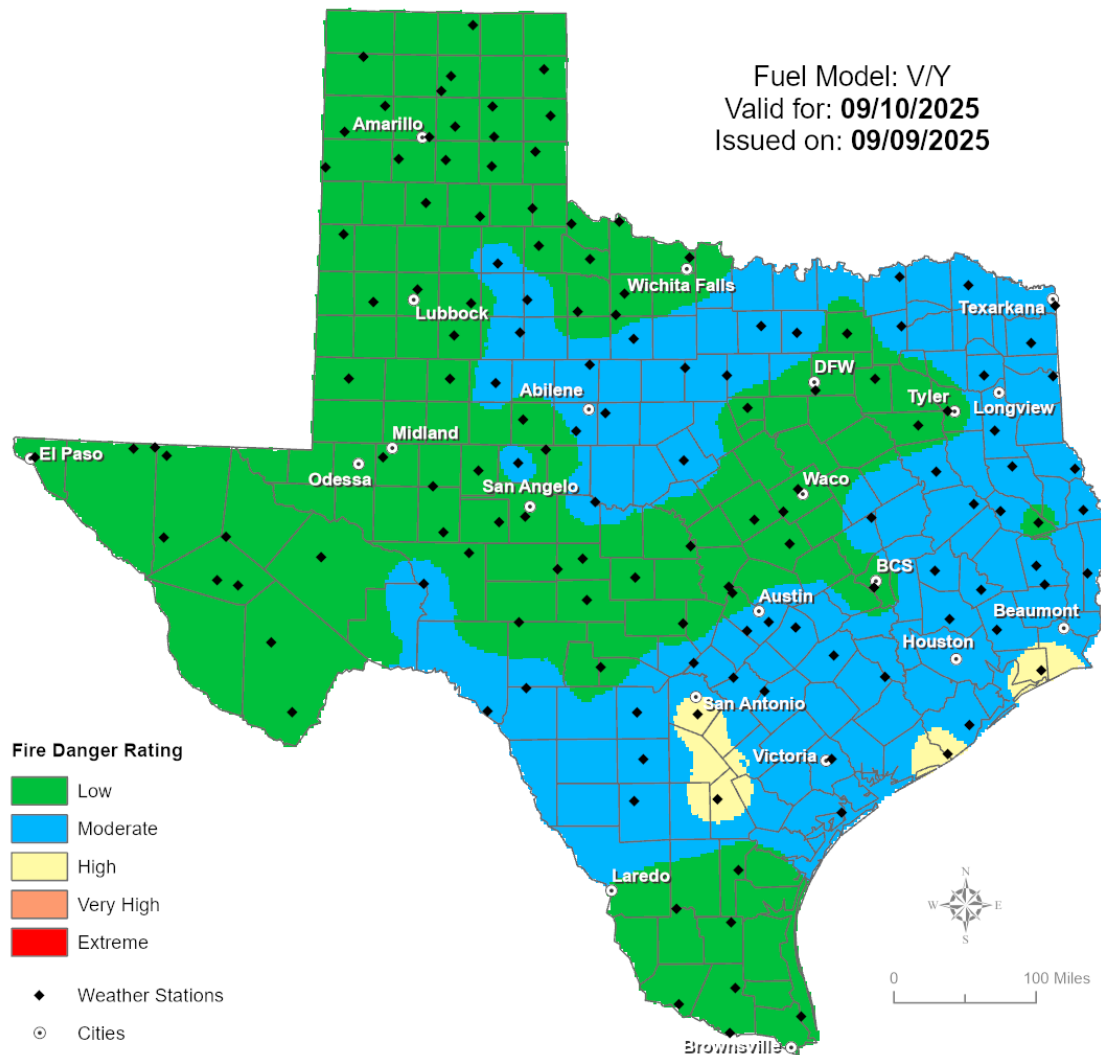 Fuel Model: V/Y
Valid for: 09/10/2025
Issued on: 09/09/2025
Amarillo
Wichita Falls
Lubbock
Texarkana
DFW
Abilene
Tyler
Longview
Midland
El Paso
Odessa
San Angelo
Waco
BCS
Austin
Beaumont
Houston
San Antonio
Victoria
Laredo
Brownsville
Fire Danger Rating
Low
Moderate
High
Very High
Extreme
Weather Stations
Cities
N
W E
S
0 100 Miles